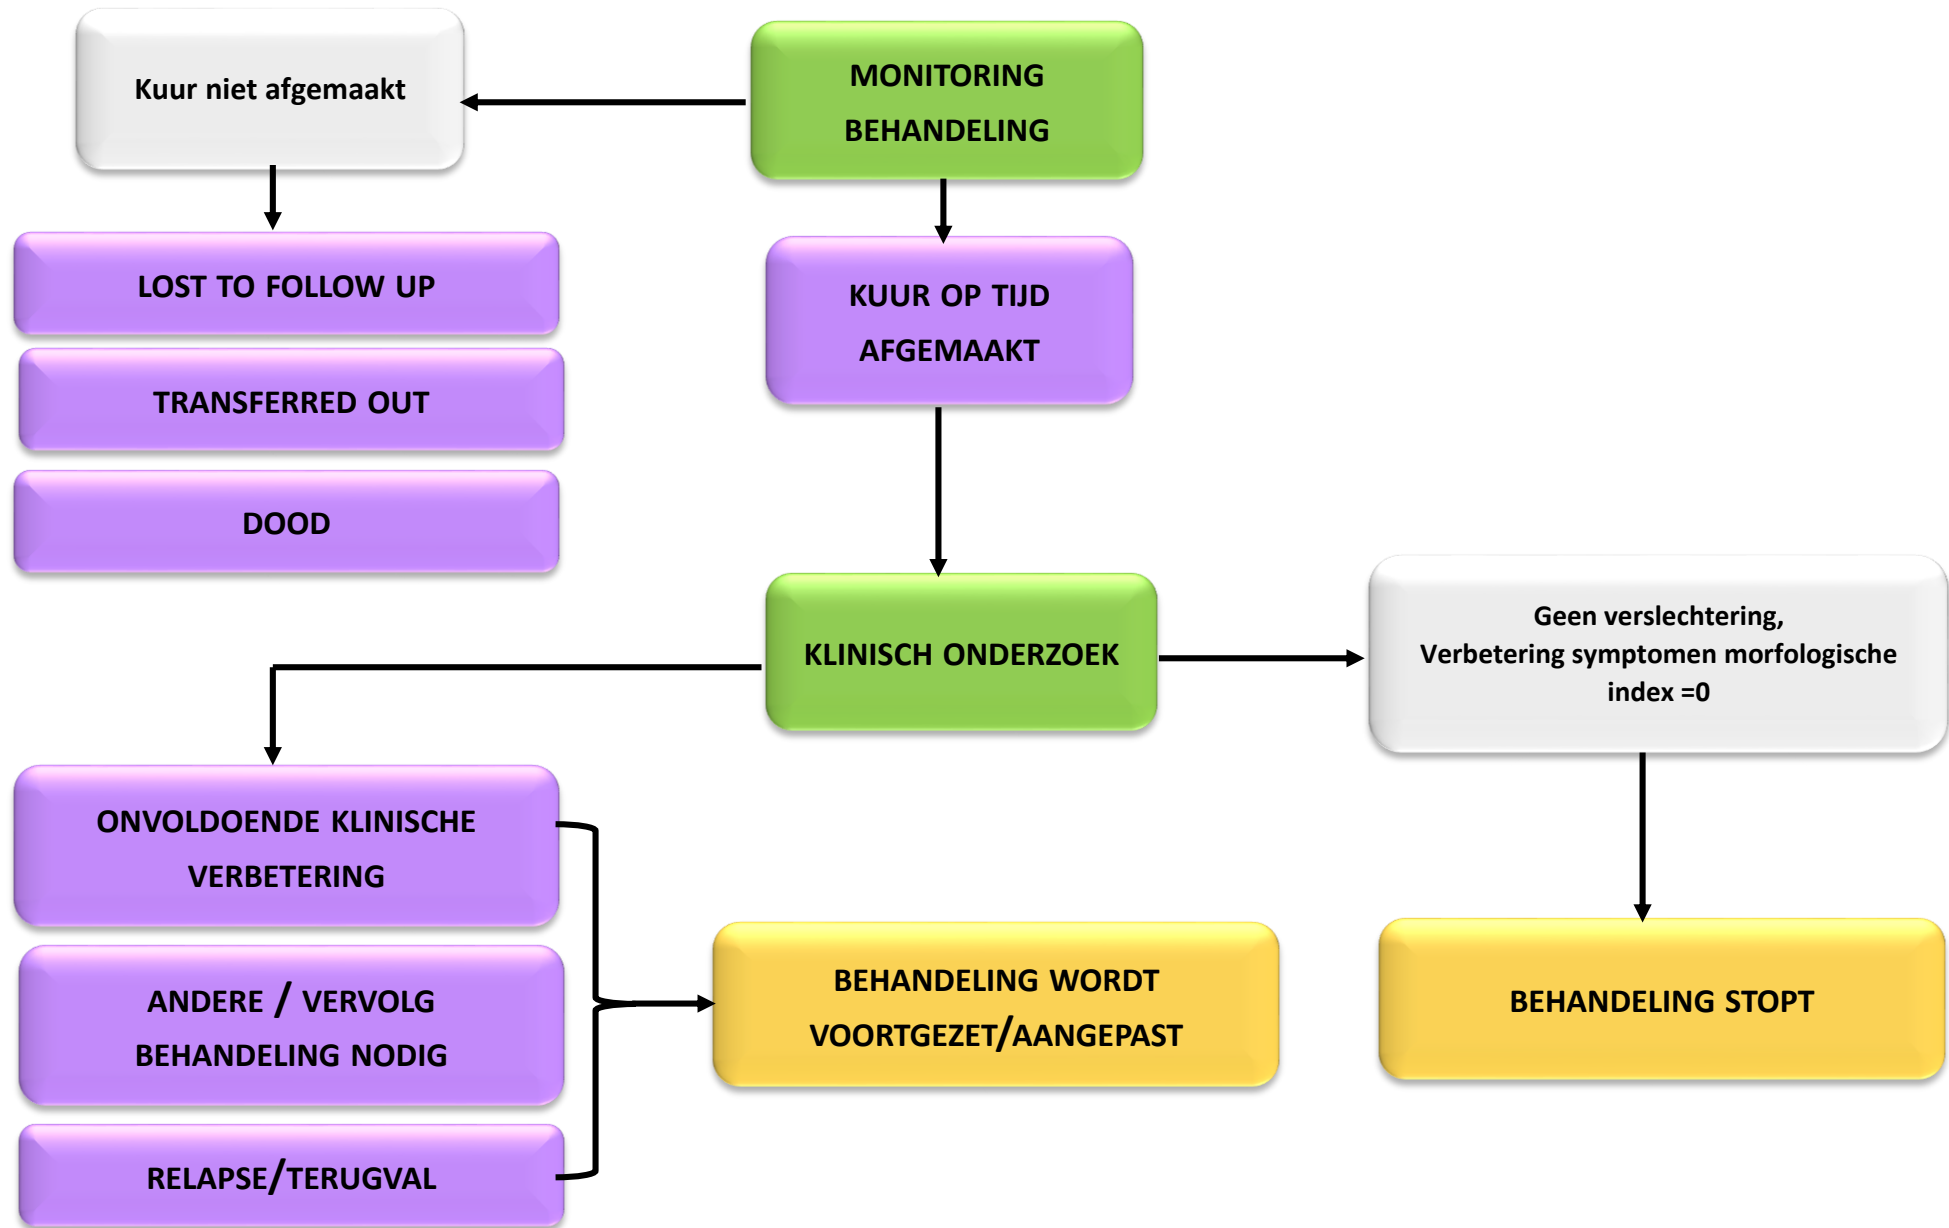 Kuur niet afgemaakt
MONITORING
BEHANDELING
LOST TO FOLLOW UP
TRANSFERRED OUT
DOOD
KUUR OP TIJD
AFGEMAAKT
KLINISCH ONDERZOEK
Geen verslechtering,
Verbetering symptomen morfologische
index =0
ONVOLDOENDE KLINISCHE
VERBETERING
ANDERE / VERVOLG
BEHANDELING NODIG
RELAPSE/TERUGVAL
BEHANDELING WORDT
VOORTGEZET/AANGEPAST
BEHANDELING STOPT